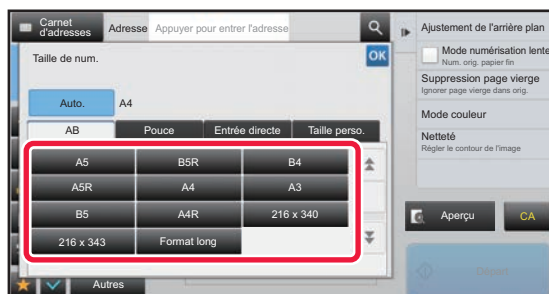 Carnet d'adresses
Adresse
Appuyer pour entrer l'adresse
Taille de num.
OK
Auto.
A4
AB
Pouce
Entrée directe
Taille perso.
A5
B5R
B4
A5R
A4
A3
B5
A4R
216 x 340
216 x 343
Format long
Autres
Ajustement de l'arrière plan
Mode numérisation lente
Num. orig. papier fin
Suppression page vierge
Ignorer page vierge dans orig.
Mode couleur
Netteté
Régler le contour de l'image
Aperçu
CA
Départ